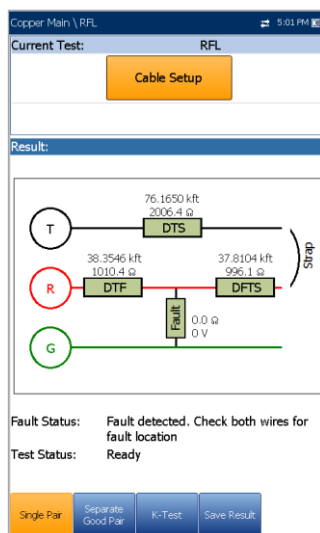 Copper Main \ RFL 5:01 PM
Current Test: RFL
Cable Setup
Result:
76.1650 kft
2006.4 Ω
T
DTS
Strap
38.3546 kft
37.8104 kft
1010.4 Ω
996.1 Ω
R
DTF
DFTS
Fault
0.0 Ω
0 V
G
Fault Status: Fault detected. Check both wires for
fault location
Test Status: Ready
Single Pair
Separate
Good Pair
K-Test
Save Result